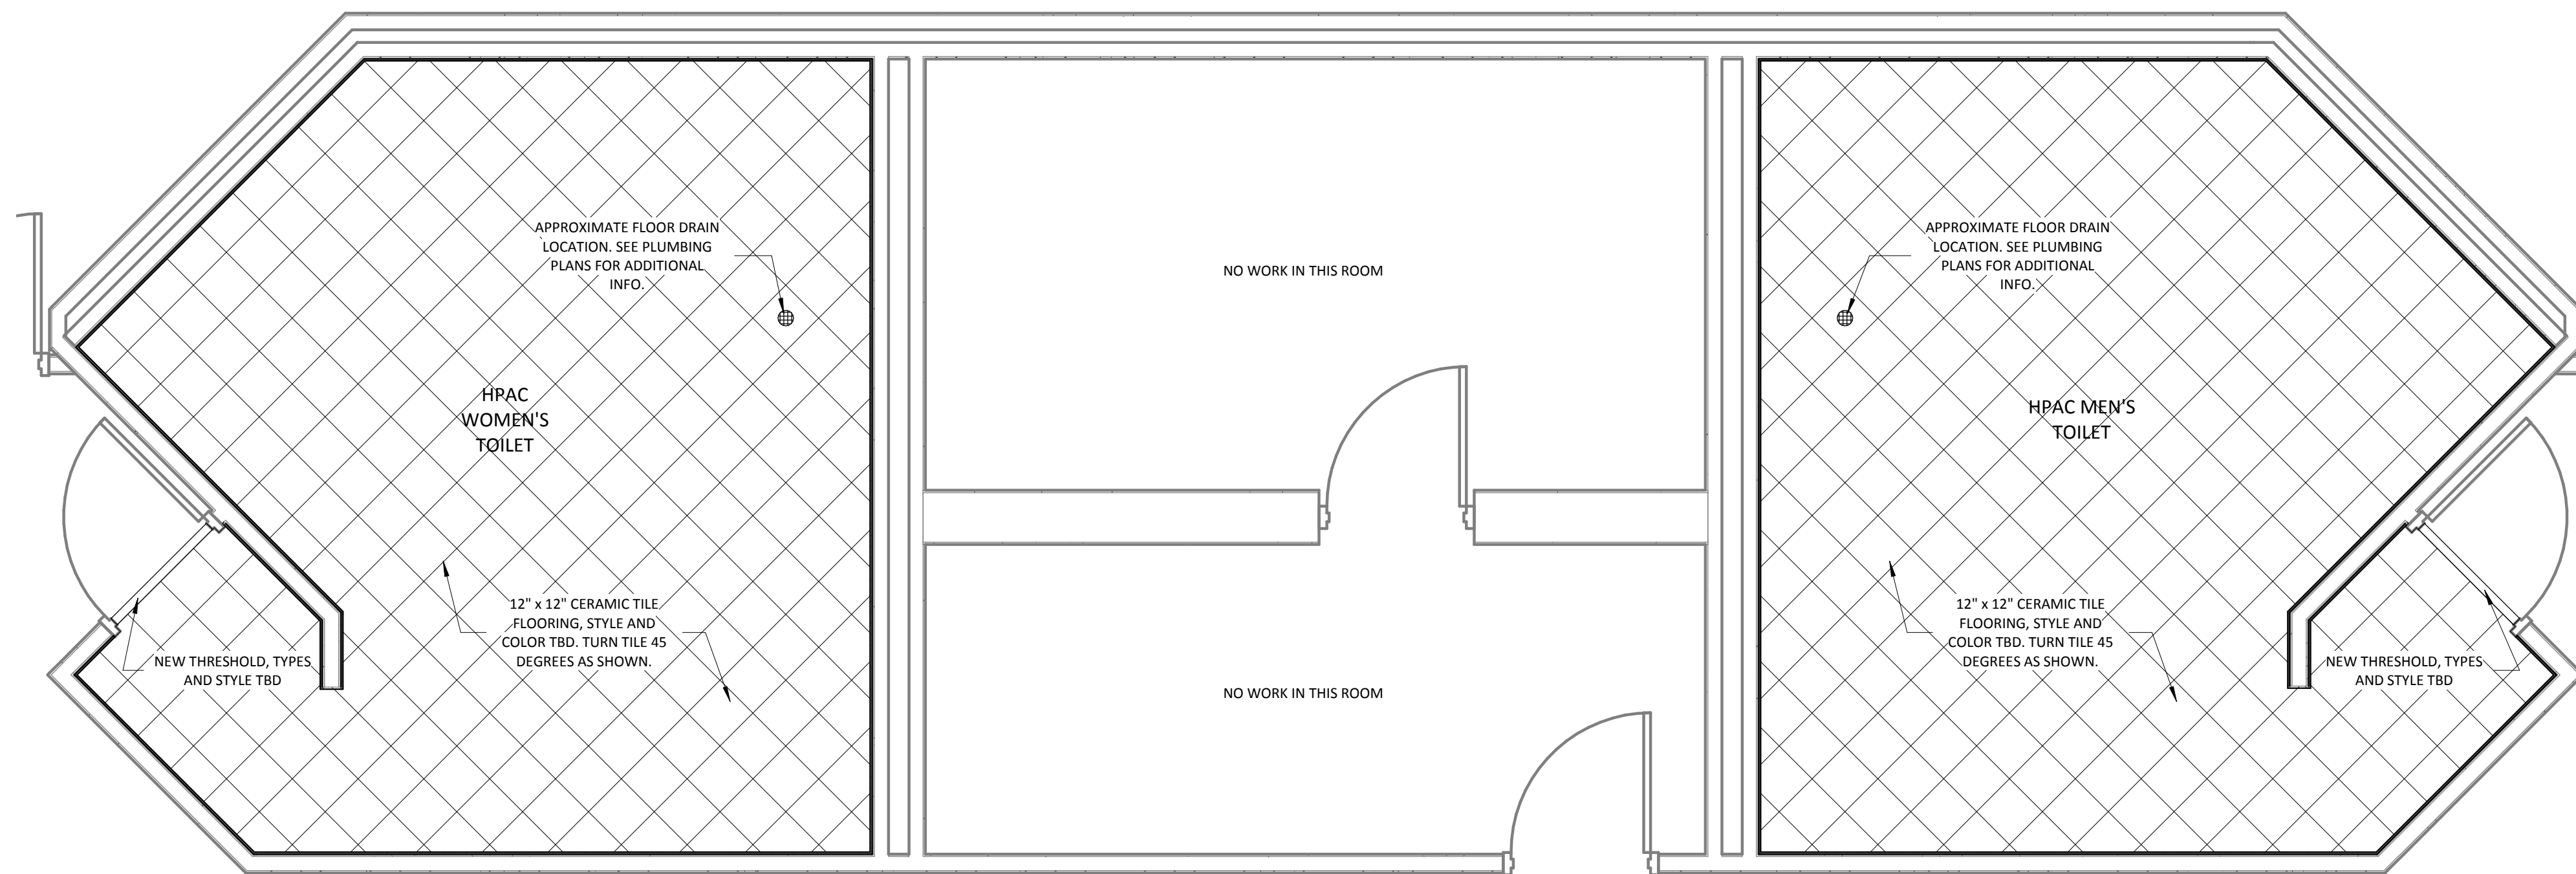 APPROXIMATE FLOOR DRAIN
LOCATION. SEE PLUMBING
PLANS FOR ADDITIONAL
INFO.
NO WORK IN THIS ROOM
APPROXIMATE FLOOR DRAIN
LOCATION. SEE PLUMBING
PLANS FOR ADDITIONAL
INFO.
HPAC
WOMEN'S
TOILET
HPAC MEN'S
TOILET
12" x 12" CERAMIC TILE
FLOORING, STYLE AND
COLOR TBD. TURN TILE 45
DEGREES AS SHOWN.
12" x 12" CERAMIC TILE
FLOORING, STYLE AND
COLOR TBD. TURN TILE 45
DEGREES AS SHOWN.
NEW THRESHOLD, TYPES
AND STYLE TBD
NO WORK IN THIS ROOM
NEW THRESHOLD, TYPES
AND STYLE TBD